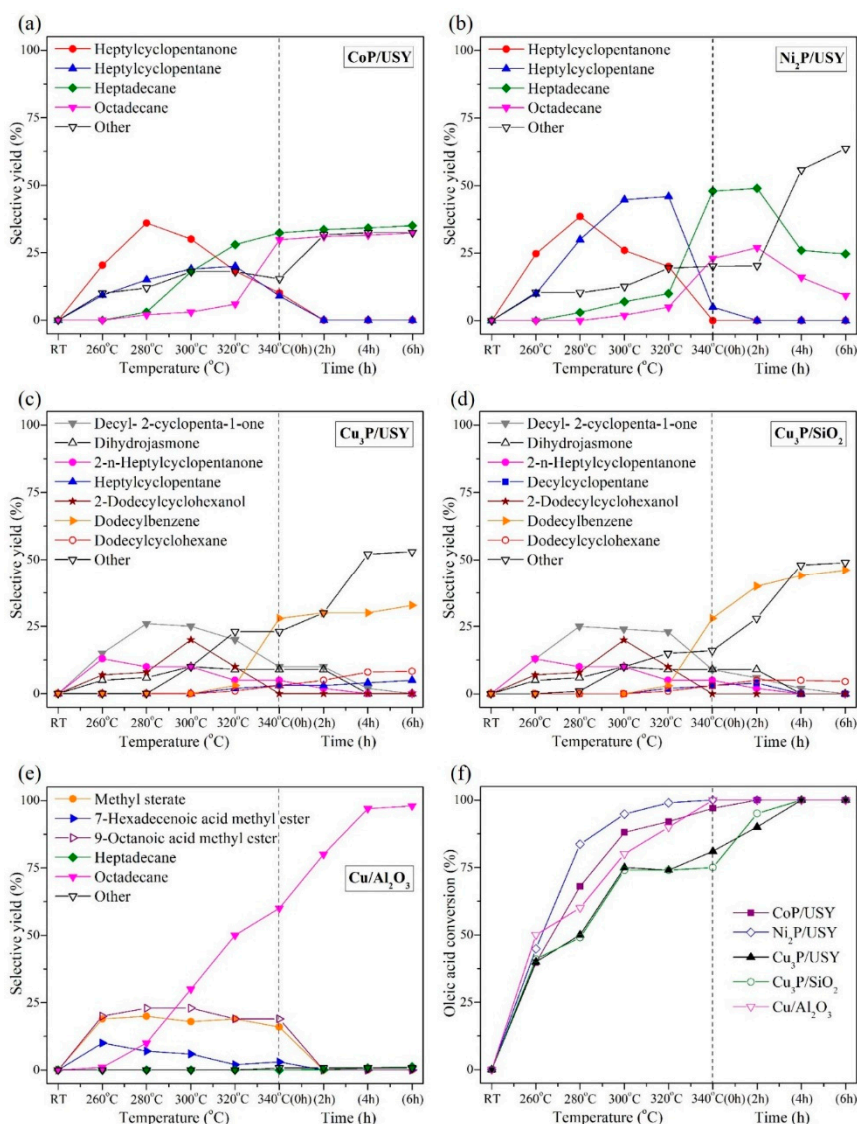 (a)
Heptylcyclopentanone
Heptylcyclopentane
Heptadecane
Octadecane
Other
CoP/USY
Selective yield (%)
100
75
50
25
0
RT 260°C 280°C 300°C 320°C 340°C(0h) (2h) (4h) (6h)
Temperature (°C) Time (h)
(b)
Heptylcyclopentanone
Heptylcyclopentane
Heptadecane
Octadecane
Other
Ni₂P/USY
Selective yield (%)
100
75
50
25
0
RT 260°C 280°C 300°C 320°C 340°C(0h) (2h) (4h) (6h)
Temperature (°C) Time (h)
(c)
Decyl- 2-cyclopenta-1-one
Dihydrojasmone
2-n-Heptylcyclopentanone
Heptylcyclopentane
2-Dodecylcyclohexanol
Dodecylbenzene
Dodecylcyclohexane
Other
Cu₃P/USY
Selective yield (%)
100
75
50
25
0
RT 260°C 280°C 300°C 320°C 340°C(0h) (2h) (4h) (6h)
Temperature (°C) Time (h)
(d)
Decyl- 2-cyclopenta-1-one
Dihydrojasmone
2-n-Heptylcyclopentanone
Decylcyclopentane
2-Dodecylcyclohexanol
Dodecylbenzene
Dodecylcyclohexane
Other
Cu₃P/SiO₂
Selective yield (%)
100
75
50
25
0
RT 260°C 280°C 300°C 320°C 340°C(0h) (2h) (4h) (6h)
Temperature (°C) Time (h)
(e)
Methyl sterate
7-Hexadecenoic acid methyl ester
9-Octanoic acid methyl ester
Heptadecane
Octadecane
Other
Cu/Al₂O₃
Selective yield (%)
100
75
50
25
0
RT 260°C 280°C 300°C 320°C 340°C(0h) (2h) (4h) (6h)
Temperature (°C) Time (h)
(f)
Oleic acid conversion (%)
100
75
50
25
0
CoP/USY
Ni₂P/USY
Cu₃P/USY
Cu₃P/SiO₂
Cu/Al₂O₃
RT 260°C 280°C 300°C 320°C 340°C(0h) (2h) (4h) (6h)
Temperature (°C) Time (h)